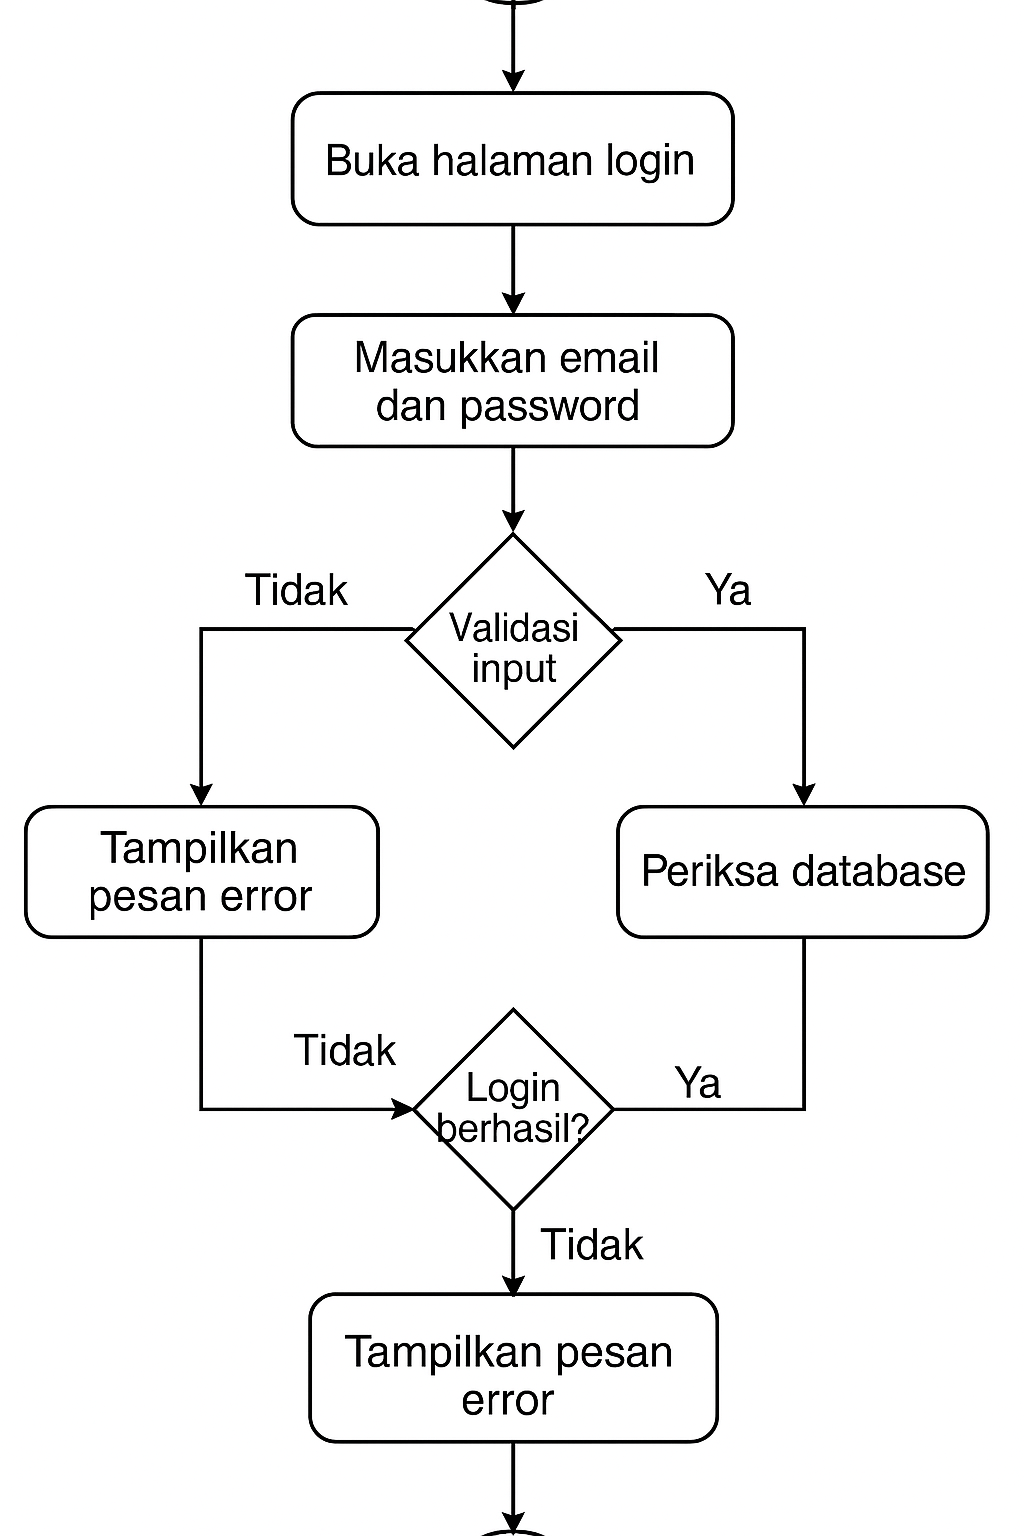 Buka halaman login
Masukkan email
dan password
Tidak
Ya
Validasi
input
Tampilkan
pesan error
Periksa database
Tidak
Login
berhasil?
Ya
Tidak
Tampilkan pesan
error